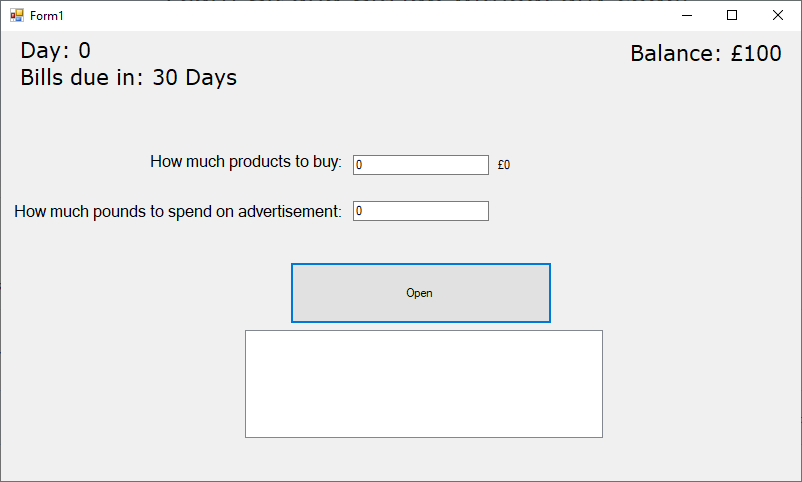 Form1
Day: 0
Balance: £100
Bills due in: 30 Days
How much products to buy: 0 £0
How much pounds to spend on advertisement: 0
Open